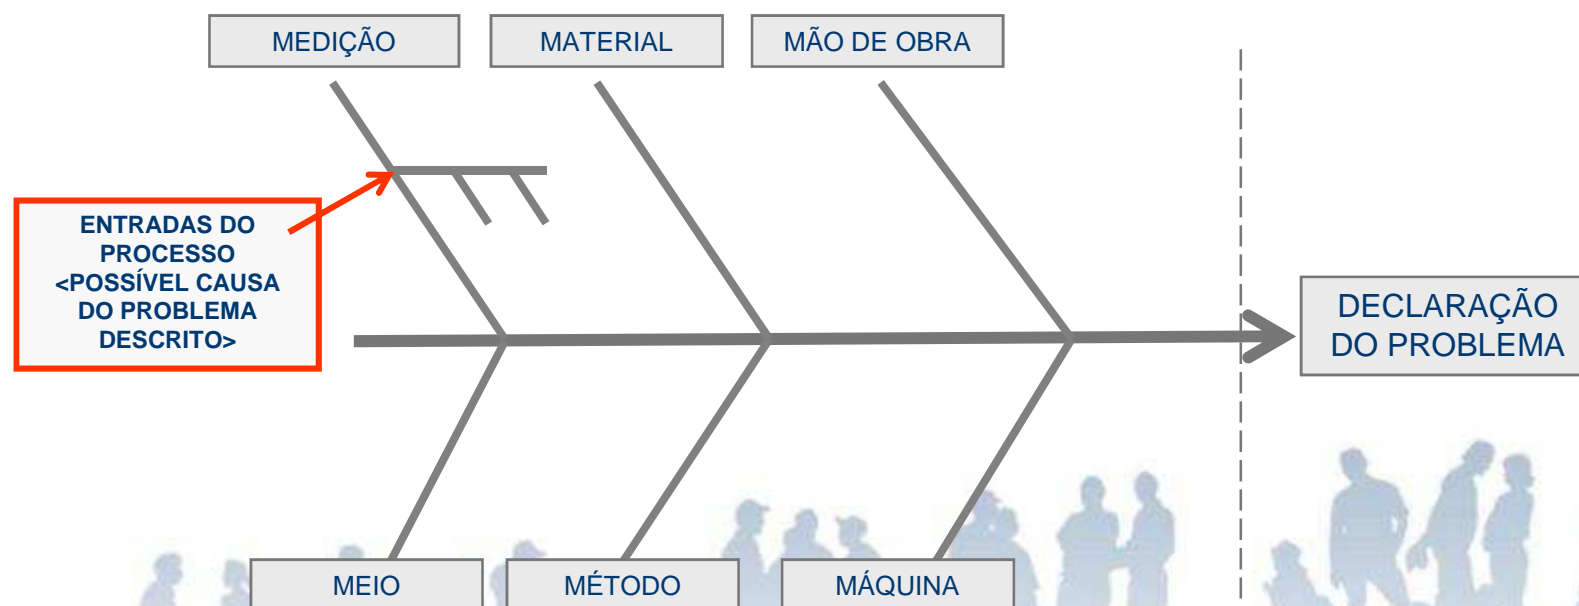 MEDIÇÃO
MATERIAL
MÃO DE OBRA
ENTRADAS DO
PROCESSO
<POSSÍVEL CAUSA
DO PROBLEMA
DESCRITO>
DECLARAÇÃO
DO PROBLEMA
MEIO
MÉTODO
MÁQUINA